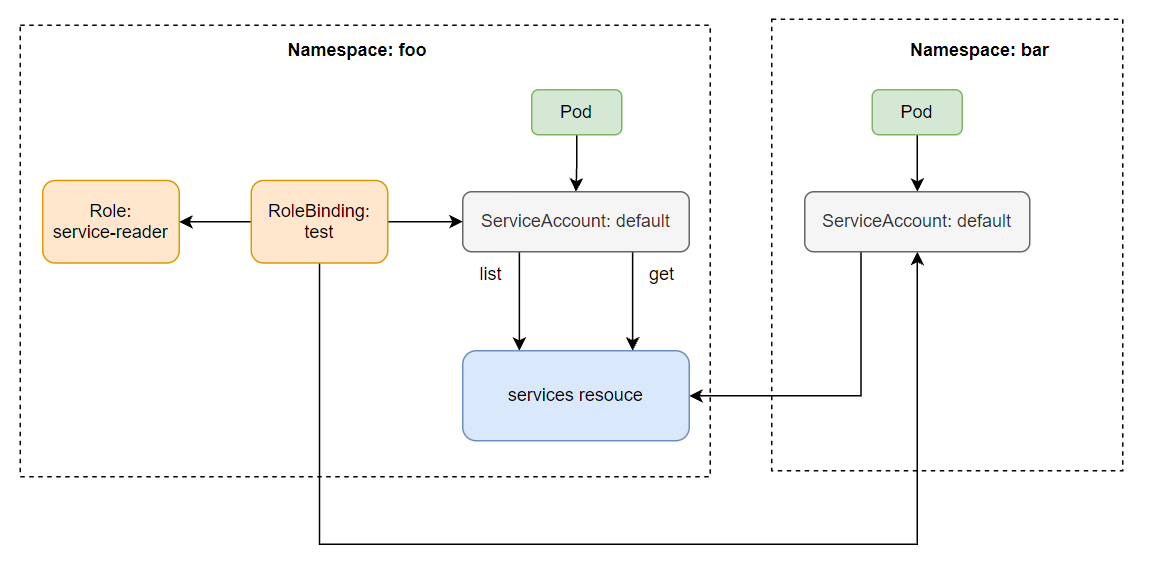 Namespace: foo
Namespace: bar
Pod
Pod
Role:
service-reader
RoleBinding:
test
ServiceAccount: default
ServiceAccount: default
list
get
services resouce